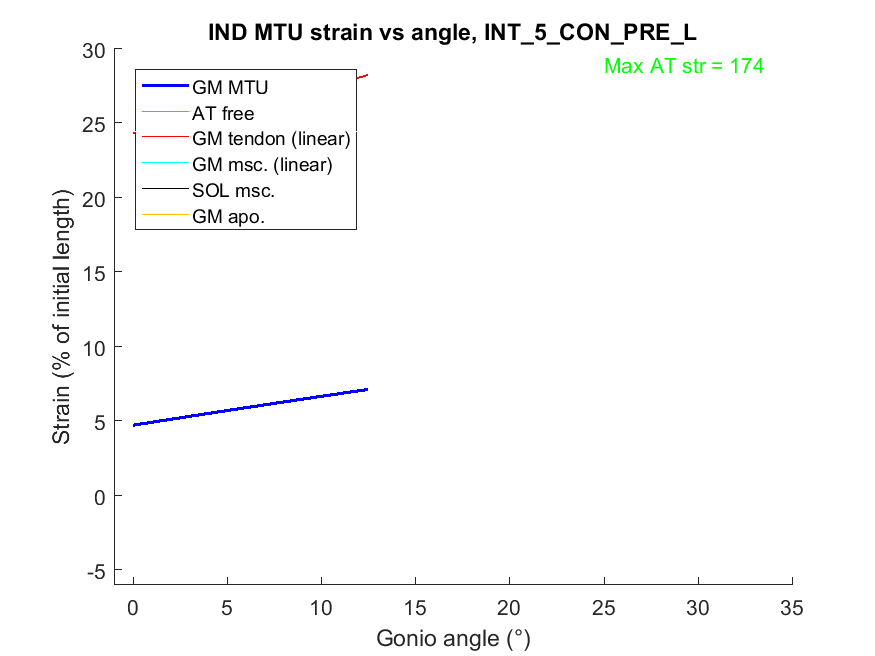 IND MTU strain vs angle, INT_5_CON_PRE_L
Max AT str = 174
30
25
20
15
10
5
0
-5
Strain (% of initial length)
GM MTU
AT free
GM tendon (linear)
GM msc. (linear)
SOL msc.
GM apo.
0 5 10 15 20 25 30 35
Gonio angle (°)